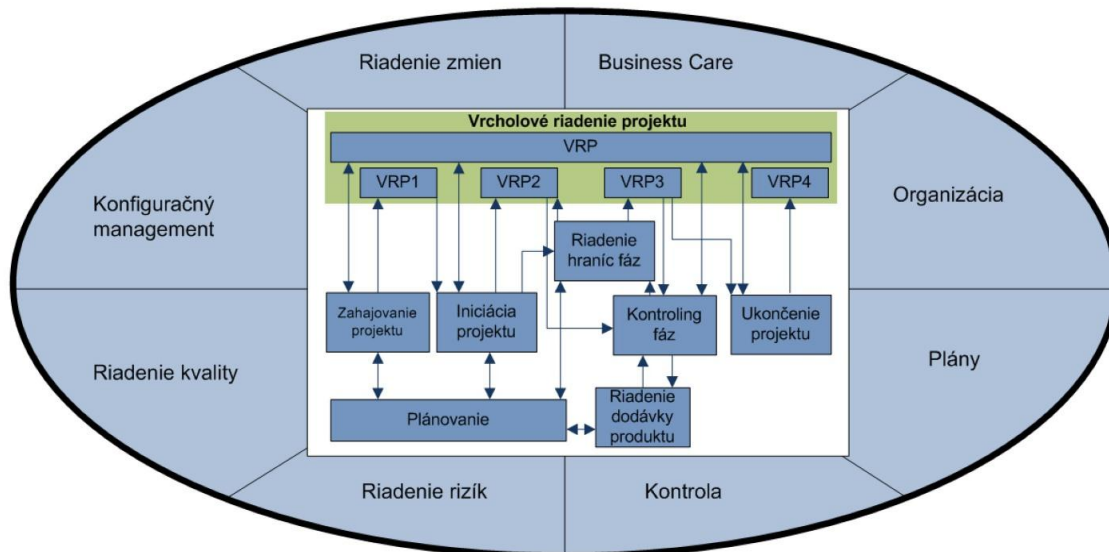 Riadenie zmien
Business Care
Konfiguračný
management
Organizácia
Riadenie kvality
Plány
Riadenie rizík
Kontrola
Vrcholové riadenie projektu
VRP
VRP1
VRP2
VRP3
VRP4
Riadenie
hraníc fáz
Zahajovanie
projektu
Iniciácia
projektu
Kontroling
fáz
Ukončenie
projektu
Plánovanie
Riadenie
dodávky
produktu